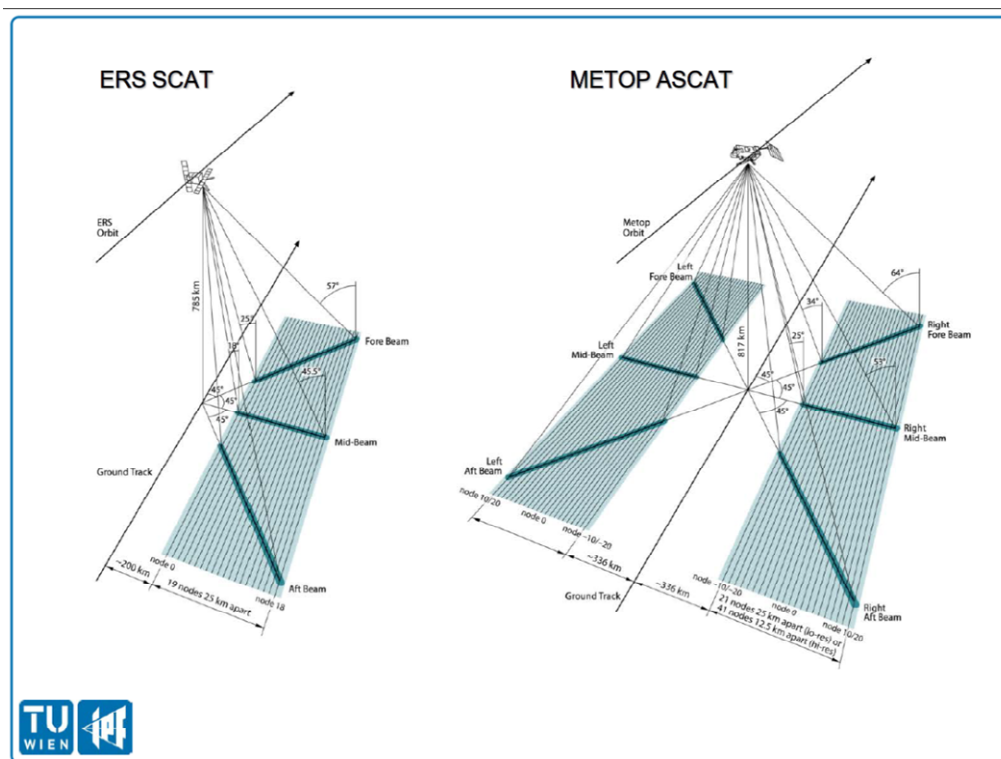 ERS SCAT
ERS
Orbit
785 km
57°
25°
18°
Fore Beam
45.5°
45°
45°
45°
Mid-Beam
Ground Track
Aft Beam
node 0
node 18
~200 km
19 nodes 25 km apart
METOP ASCAT
Metop
Orbit
Left
Fore Beam
64°
34°
Right
Fore Beam
817 km
25°
Left
Mid-Beam
53°
45°
45°
45°
Right
Mid-Beam
Left
Aft Beam
node 10/20
node 0
node -10/-20
~336 km
~336 km
Ground Track
node -10/-20
node 0
node 10/20
21 nodes 25 km apart (lo-res) or
41 nodes 12.5 km apart (hi-res)
Right
Aft Beam
TU
WIEN
ipf